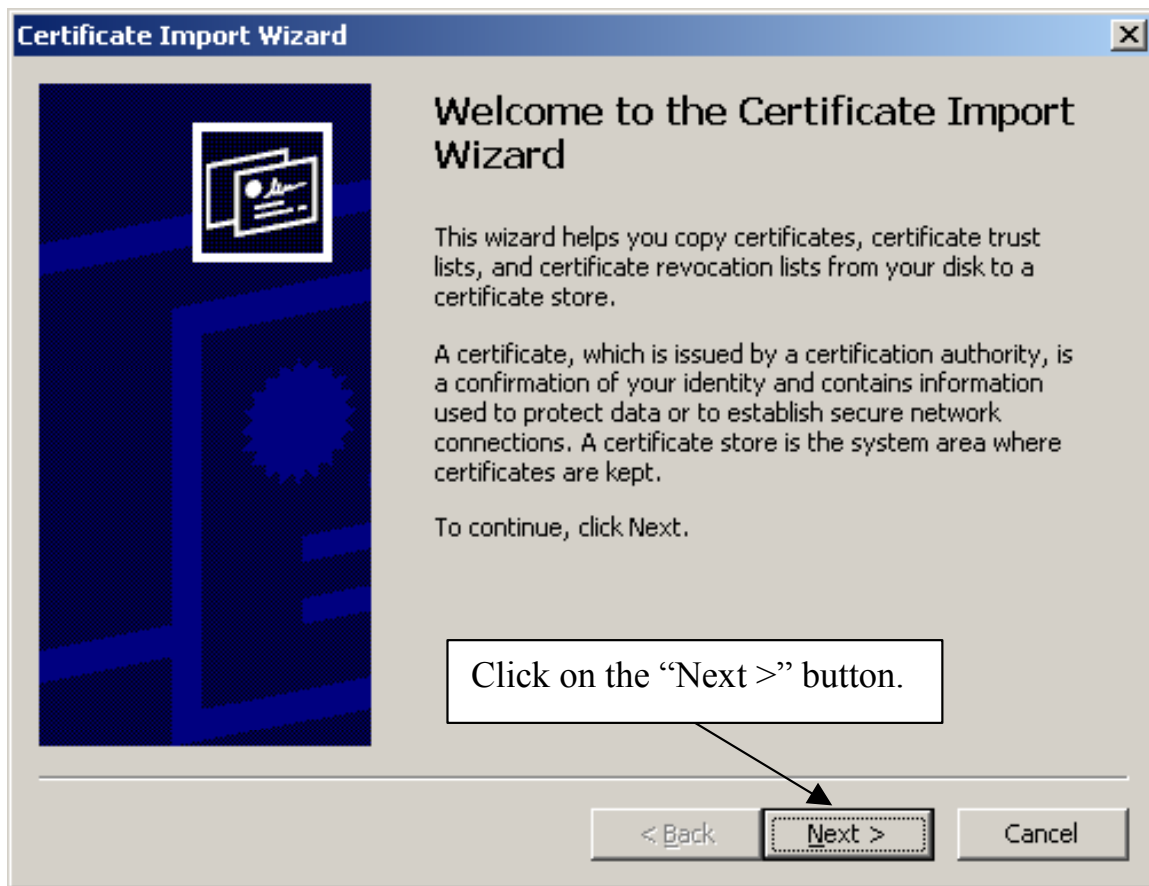 Certificate Import Wizard
Welcome to the Certificate Import
Wizard
This wizard helps you copy certificates, certificate trust
lists, and certificate revocation lists from your disk to a
certificate store.
A certificate, which is issued by a certification authority, is
a confirmation of your identity and contains information
used to protect data or to establish secure network
connections. A certificate store is the system area where
certificates are kept.
To continue, click Next.
Click on the “Next >” button.
< Back
Next >
Cancel